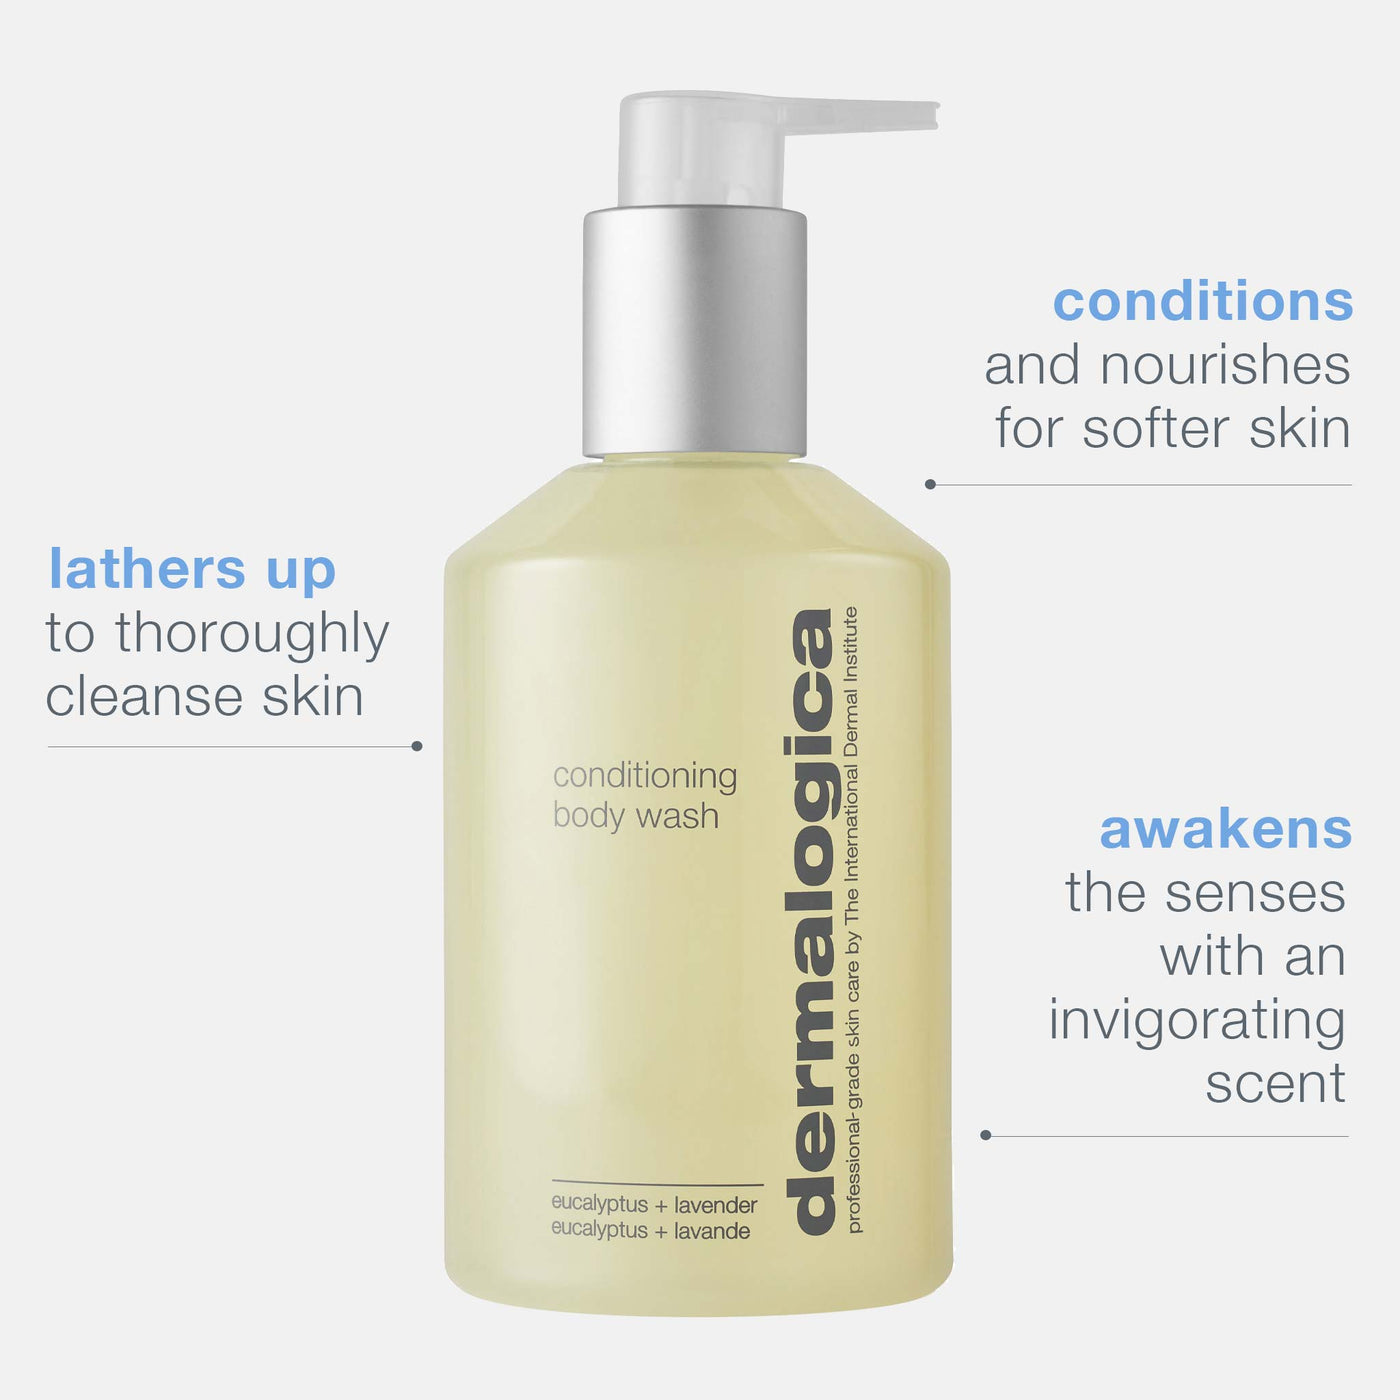 conditions
and nourishes
for softer skin
lathers up
to thoroughly
cleanse skin
conditioning
body wash
dermalogica
professional-grade skin care by The International Dermal Institute
awakens
the senses
with an
invigorating
scent
eucalyptus + lavender
eucalyptus + lavande